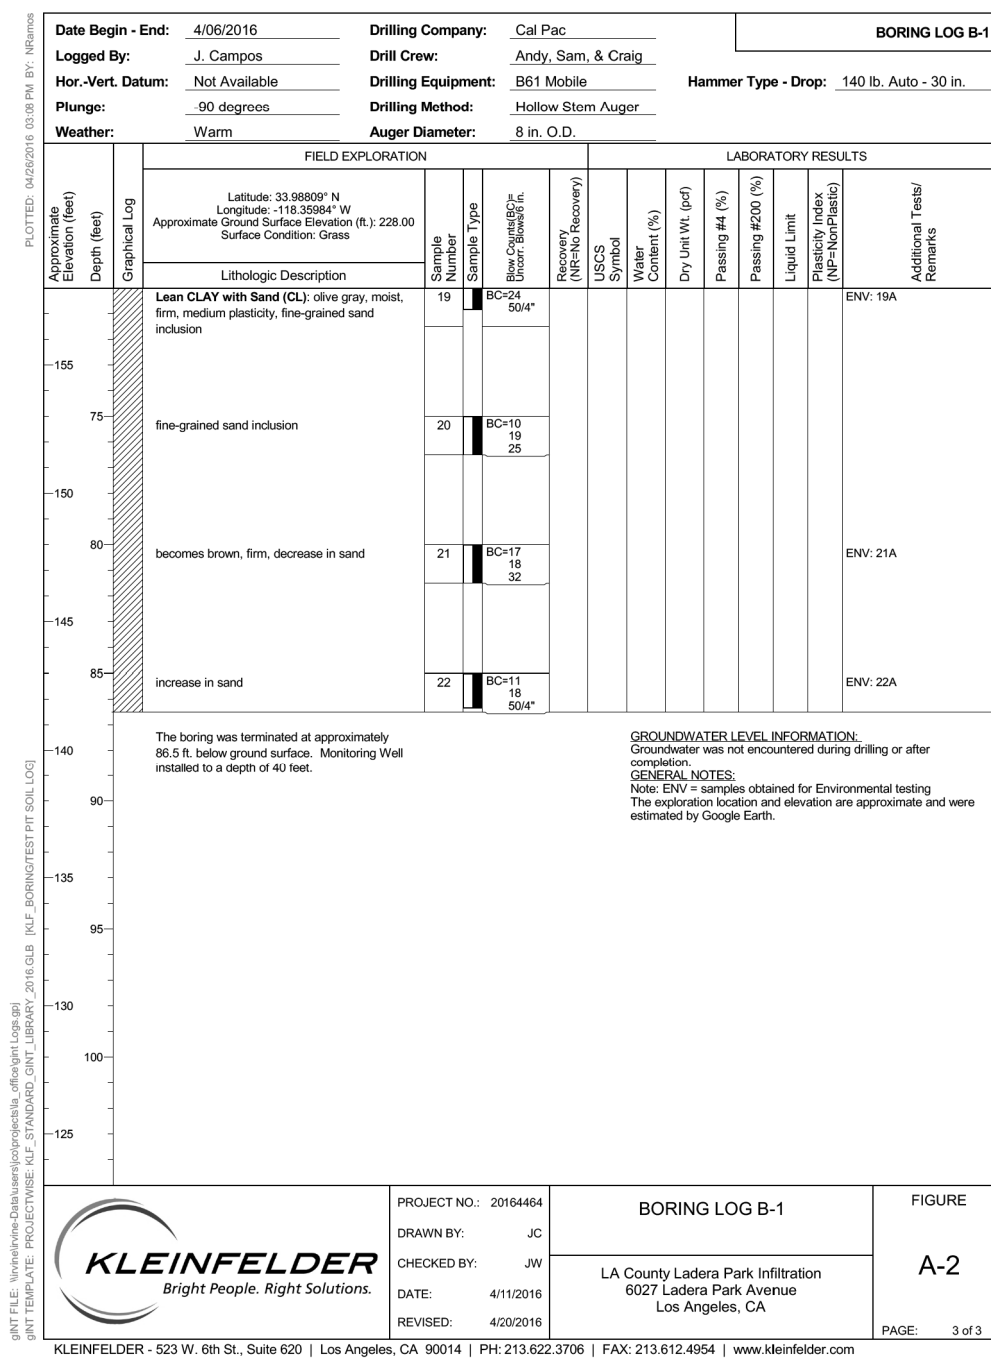 Date Begin - End: 4/06/2016 Drilling Company: Cal Pac BORING LOG B-1
Logged By: J. Campos Drill Crew: Andy, Sam, & Craig
Hor.-Vert. Datum: Not Available Drilling Equipment: B61 Mobile Hammer Type - Drop: 140 lb. Auto - 30 in.
Plunge: -90 degrees Drilling Method: Hollow Stem Auger
Weather: Warm Auger Diameter: 8 in. O.D.
PLOTTED: 04/26/2016 03:08 PM BY: NRamos
FIELD EXPLORATION LABORATORY RESULTS
Approximate
Elevation (feet)
Depth (feet)
Graphical Log
Latitude: 33.98809° N
Longitude: -118.35984° W
Approximate Ground Surface Elevation (ft.): 228.00
Surface Condition: Grass
Lithologic Description
Sample
Number
Sample Type
Blow Counts(BC)=
Uncorr. Blows/6 in.
Recovery
(NR=No Recovery)
USCS
Symbol
Water
Content (%)
Dry Unit Wt. (pcf)
Passing #4 (%)
Passing #200 (%)
Liquid Limit
Plasticity Index
(NP=NonPlastic)
Additional Tests/
Remarks
Lean CLAY with Sand (CL): olive gray, moist, 19 BC=24 ENV: 19A
firm, medium plasticity, fine-grained sand 50/4"
inclusion
155
75
fine-grained sand inclusion 20 BC=10
19
25
150
80
becomes brown, firm, decrease in sand 21 BC=17 ENV: 21A
18
32
145
85
increase in sand 22 BC=11 ENV: 22A
18
50/4"
The boring was terminated at approximately
86.5 ft. below ground surface. Monitoring Well
installed to a depth of 40 feet.
GROUNDWATER LEVEL INFORMATION:
Groundwater was not encountered during drilling or after
completion.
GENERAL NOTES:
Note: ENV = samples obtained for Environmental testing
The exploration location and elevation are approximate and were
estimated by Google Earth.
140
90
135
95
130
100
125
gINT FILE: \\irvine\irvine-Data\users\jco\projects\la_office\gint Logs.gpj
gINT TEMPLATE: PROJECTWISE: KLF_STANDARD_GINT_LIBRARY_2016.GLB [KLF_BORING/TEST PIT SOIL LOG]
KLEINFELDER
Bright People. Right Solutions.
PROJECT NO.: 20164464
DRAWN BY: JC
CHECKED BY: JW
DATE: 4/11/2016
REVISED: 4/20/2016
BORING LOG B-1
LA County Ladera Park Infiltration
6027 Ladera Park Avenue
Los Angeles, CA
FIGURE
A-2
PAGE: 3 of 3
KLEINFELDER - 523 W. 6th St., Suite 620 | Los Angeles, CA 90014 | PH: 213.622.3706 | FAX: 213.612.4954 | www.kleinfelder.com